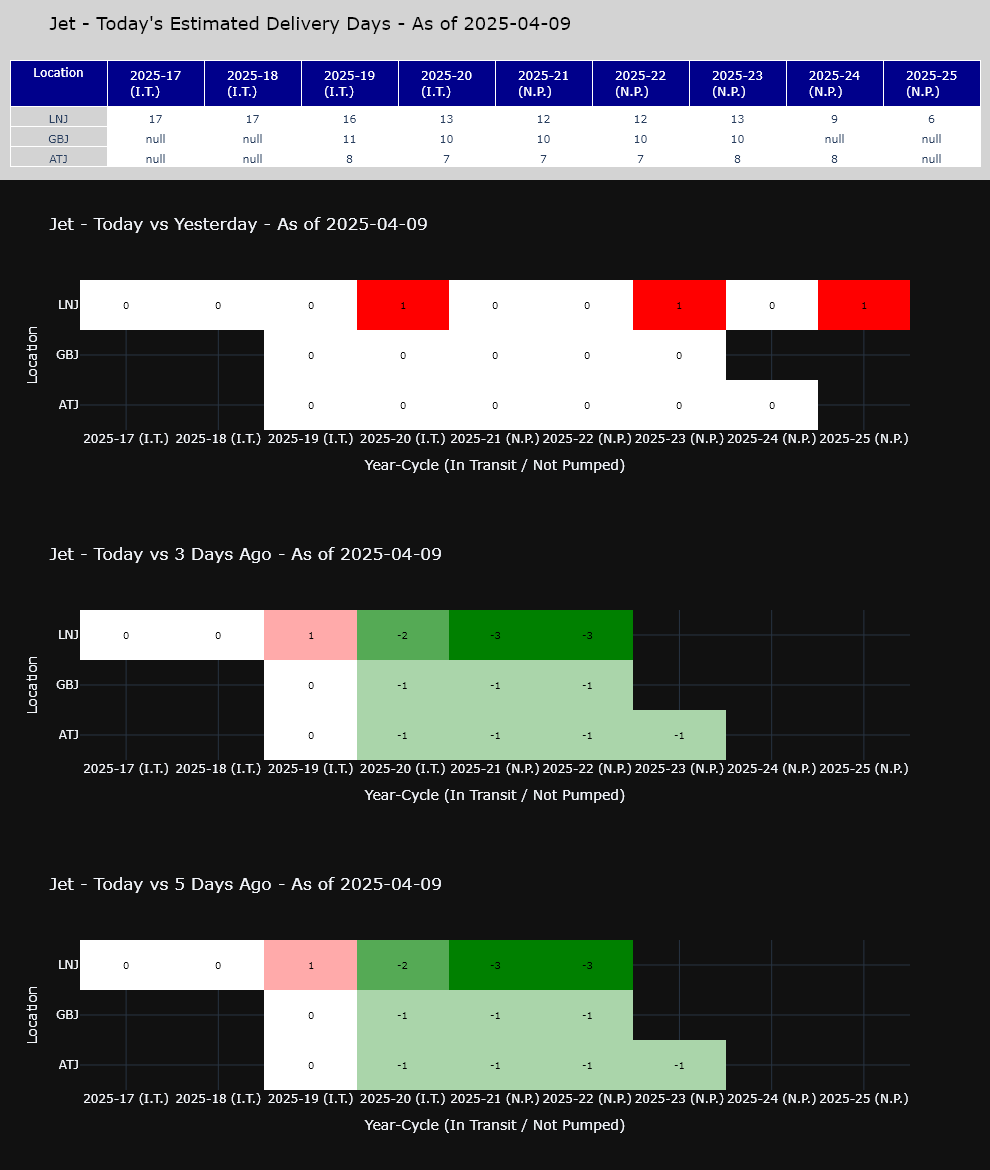 Jet - Today's Estimated Delivery Days - As of 2025-04-09
Location 2025-17 (I.T.) 2025-18 (I.T.) 2025-19 (I.T.) 2025-20 (I.T.) 2025-21 (N.P.) 2025-22 (N.P.) 2025-23 (N.P.) 2025-24 (N.P.) 2025-25 (N.P.)
LNJ 17 17 16 13 12 12 13 9 6
GBJ null null 11 10 10 10 10 null null
ATJ null null 8 7 7 7 8 8 null
Jet - Today vs Yesterday - As of 2025-04-09
Location
LNJ 0 0 0 1 0 0 1 0 1
GBJ 0 0 0 0 0
ATJ 0 0 0 0 0 0
2025-17 (I.T.) 2025-18 (I.T.) 2025-19 (I.T.) 2025-20 (I.T.) 2025-21 (N.P.) 2025-22 (N.P.) 2025-23 (N.P.) 2025-24 (N.P.) 2025-25 (N.P.)
Year-Cycle (In Transit / Not Pumped)
Jet - Today vs 3 Days Ago - As of 2025-04-09
Location
LNJ 0 0 1 -2 -3 -3
GBJ 0 -1 -1 -1
ATJ 0 -1 -1 -1 -1
2025-17 (I.T.) 2025-18 (I.T.) 2025-19 (I.T.) 2025-20 (I.T.) 2025-21 (N.P.) 2025-22 (N.P.) 2025-23 (N.P.) 2025-24 (N.P.) 2025-25 (N.P.)
Year-Cycle (In Transit / Not Pumped)
Jet - Today vs 5 Days Ago - As of 2025-04-09
Location
LNJ 0 0 1 -2 -3 -3
GBJ 0 -1 -1 -1
ATJ 0 -1 -1 -1 -1
2025-17 (I.T.) 2025-18 (I.T.) 2025-19 (I.T.) 2025-20 (I.T.) 2025-21 (N.P.) 2025-22 (N.P.) 2025-23 (N.P.) 2025-24 (N.P.) 2025-25 (N.P.)
Year-Cycle (In Transit / Not Pumped)